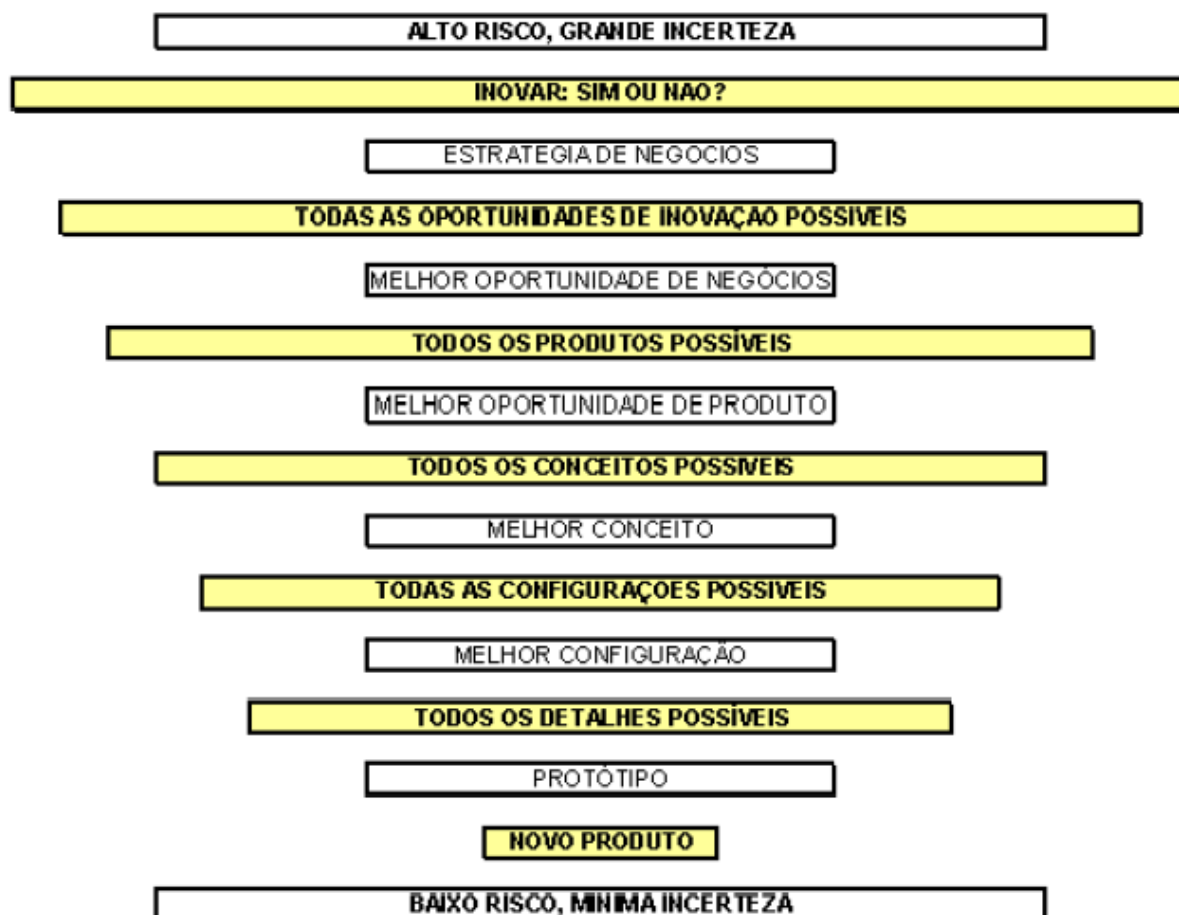 ALTO RISCO, GRANDE INCERTEZA
INOVAR: SIM OU NAO?
ESTRATEGIA DE NEGOCIOS
TODAS AS OPORTUNIDADES DE INOVAÇAO POSSIVEIS
MELHOR OPORTUNIDADE DE NEGÓCIOS
TODOS OS PRODUTOS POSSÍVEIS
MELHOR OPORTUNIDADE DE PRODUTO
TODOS OS CONCEITOS POSSIVEIS
MELHOR CONCEITO
TODAS AS CONFIGURAÇOES POSSIVEIS
MELHOR CONFIGURAÇÃO
TODOS OS DETALHES POSSÍVEIS
PROTÓTIPO
NOVO PRODUTO
BAIXO RISCO, MINIMA INCERTEZA